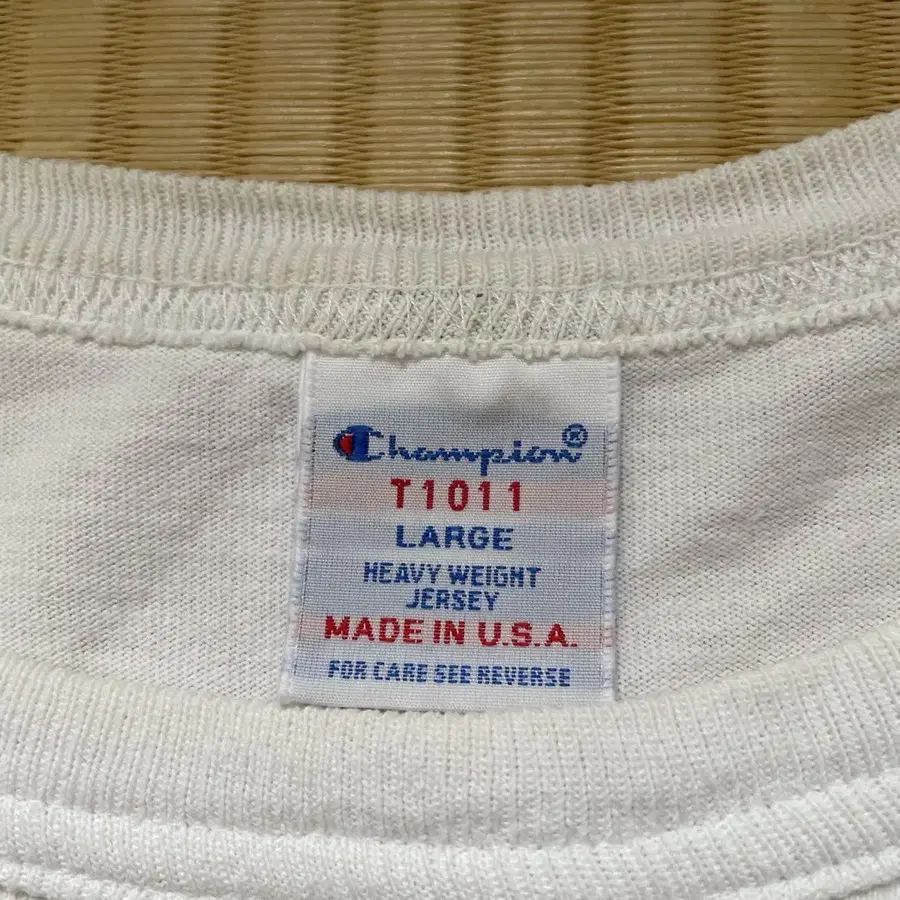 Champion®
T1011
LARGE
HEAVY WEIGHT
JERSEY
MADE IN U.S.A.
FOR CARE SEE REVERSE